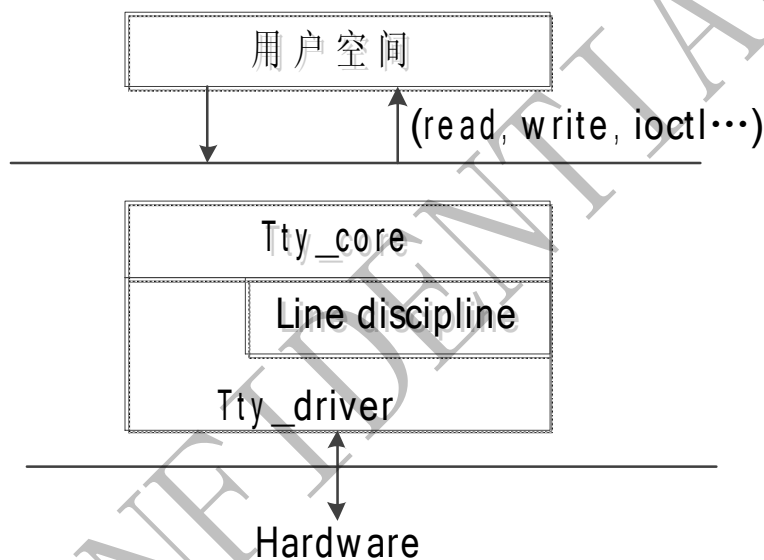 用户空间
(read, write, ioctl…)
Tty_core
Line discipline
Tty_driver
Hardware